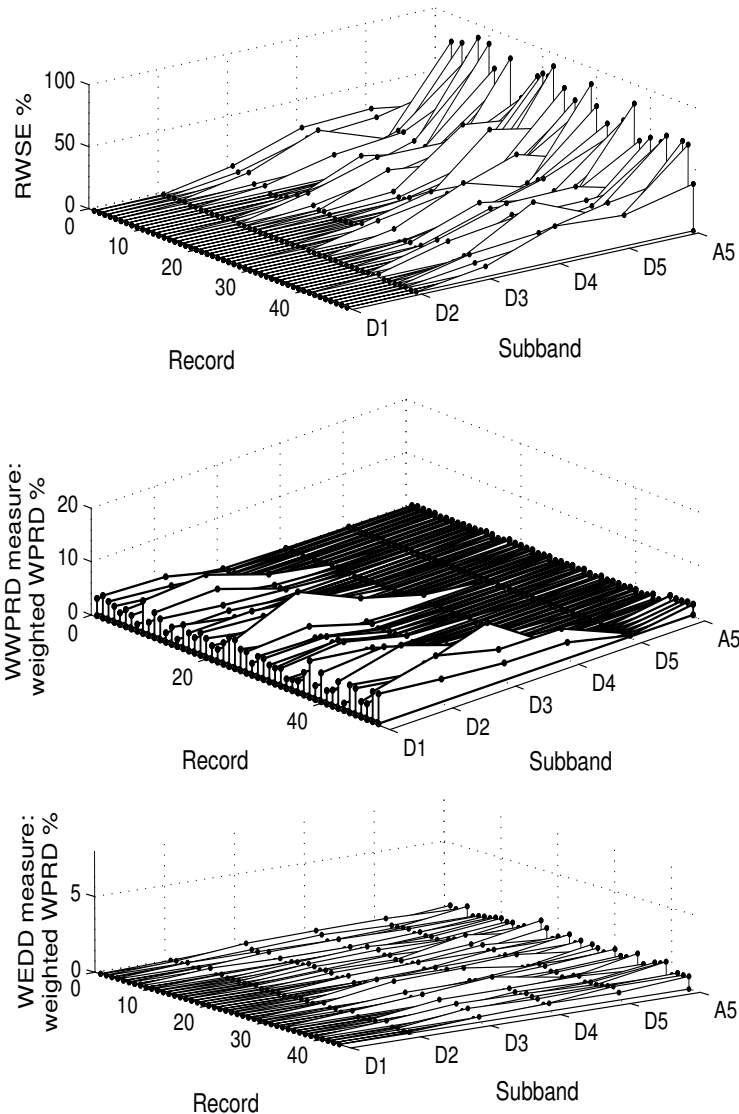 RWSE %
100
50
0
0
10
20
30
40
Record
D1
D2
D3
D4
D5
A5
Subband
WWPRD measure:
weighted WPRD %
20
10
0
0
20
40
Record
D1
D2
D3
D4
D5
A5
Subband
WEDD measure:
weighted WPRD %
5
0
0
10
20
30
40
Record
D1
D2
D3
D4
D5
A5
Subband